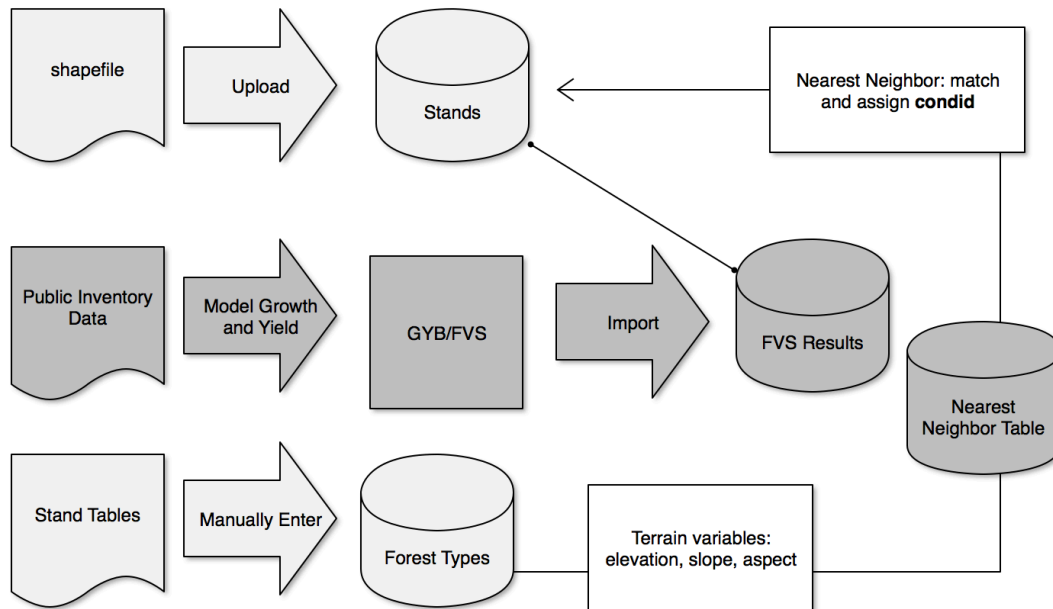 shapefile
Upload
Stands
Nearest Neighbor: match
and assign condid
Public Inventory
Data
Model Growth
and Yield
GYB/FVS
Import
FVS Results
Nearest
Neighbor Table
Stand Tables
Manually Enter
Forest Types
Terrain variables:
elevation, slope, aspect